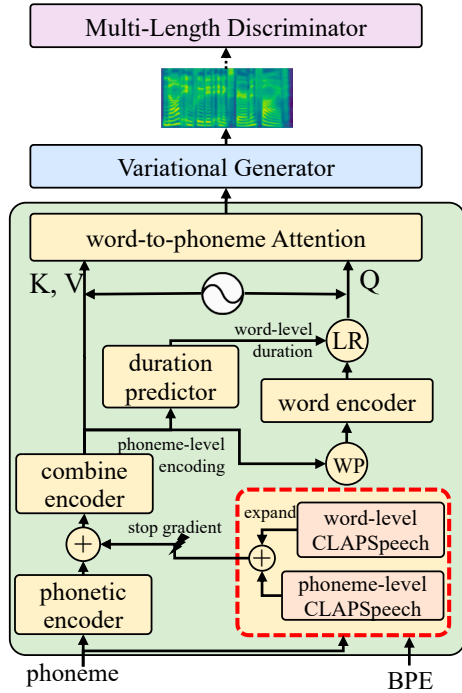 Multi-Length Discriminator
Variational Generator
word-to-phoneme Attention
K, V
Q
word-level
duration
LR
duration
predictor
word encoder
phoneme-level
encoding
WP
combine
encoder
stop gradient
expand
word-level
CLAPSpeech
phoneme-level
CLAPSpeech
phonetic
encoder
phoneme
BPE